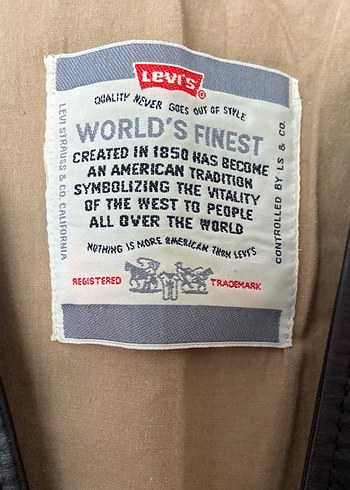 LEVI'S®
QUALITY NEVER GOES OUT OF STYLE
WORLD'S FINEST
CREATED IN 1850 HAS BECOME
AN AMERICAN TRADITION
SYMBOLIZING THE VITALITY
OF THE WEST TO PEOPLE
ALL OVER THE WORLD
NOTHING IS MORE AMERICAN THAN LEVI'S
REGISTERED TRADEMARK
LEVI STRAUSS & CO. CALIFORNIA
CONTROLLED BY LS & CO.